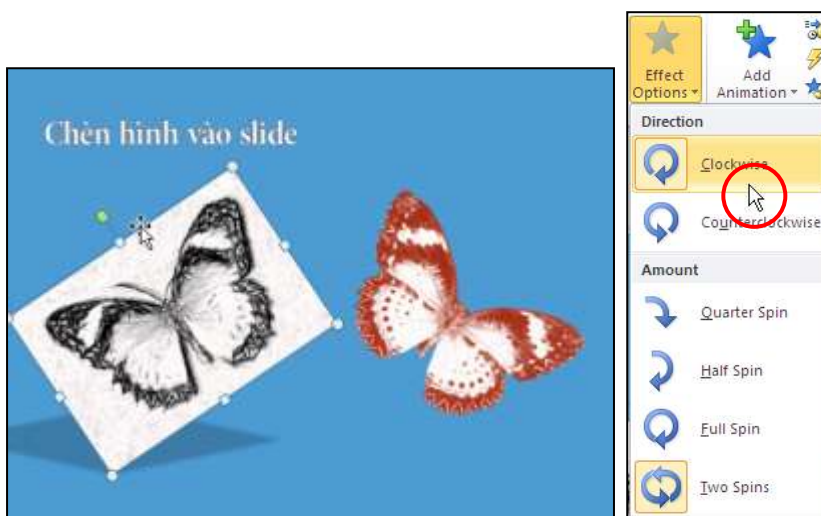 Chèn hình vào slide
Effect Options
Add Animation
Direction
Clockwise
Counterclockwise
Amount
Quarter Spin
Half Spin
Full Spin
Two Spins